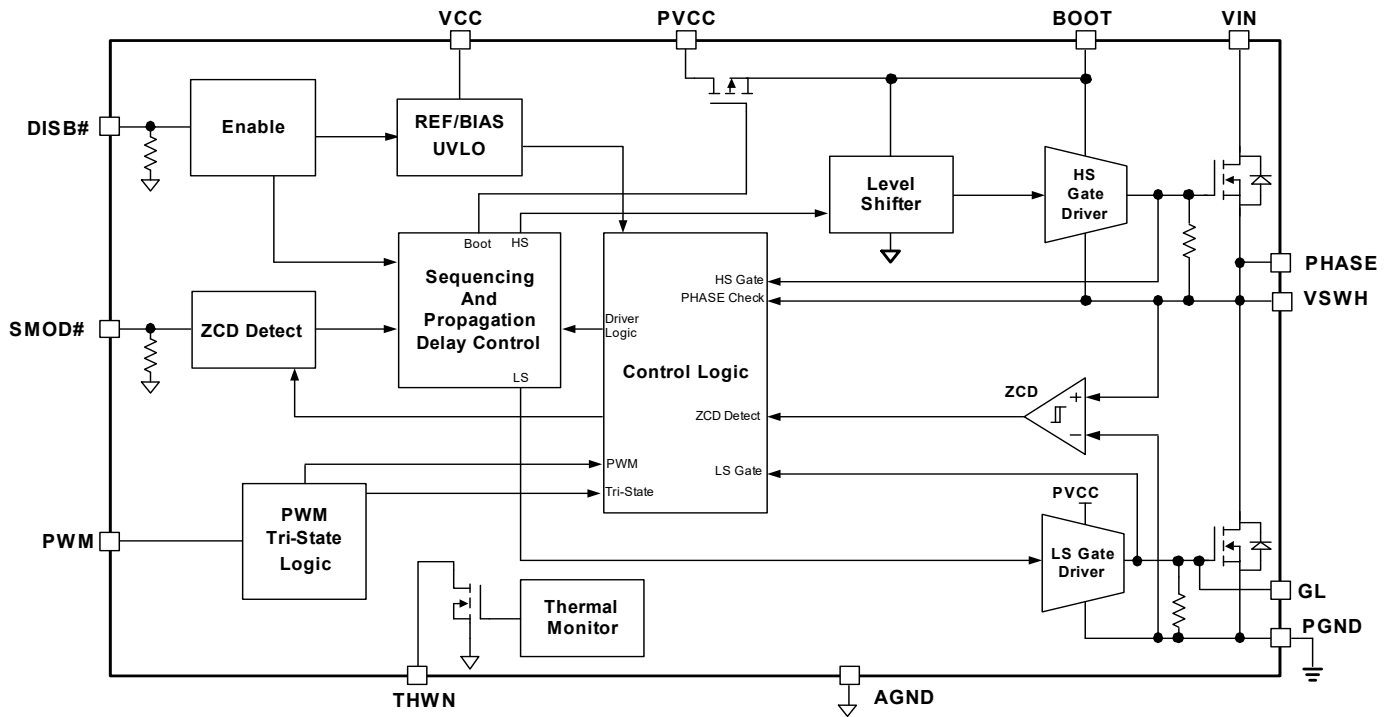 VCC
PVCC
BOOT
VIN
DISB#
Enable
REF/BIAS
UVLO
Level
Shifter
HS
Gate
Driver
Boot
HS
Sequencing
And
Propagation
Delay Control
LS
HS Gate
PHASE Check
PHASE
VSWH
SMOD#
ZCD Detect
Driver
Logic
Control Logic
ZCD
+
−
ZCD Detect
LS Gate
PWM
Tri-State
PVCC
PWM
PWM
Tri-State
Logic
LS Gate
Driver
GL
Thermal
Monitor
PGND
THWN
AGND